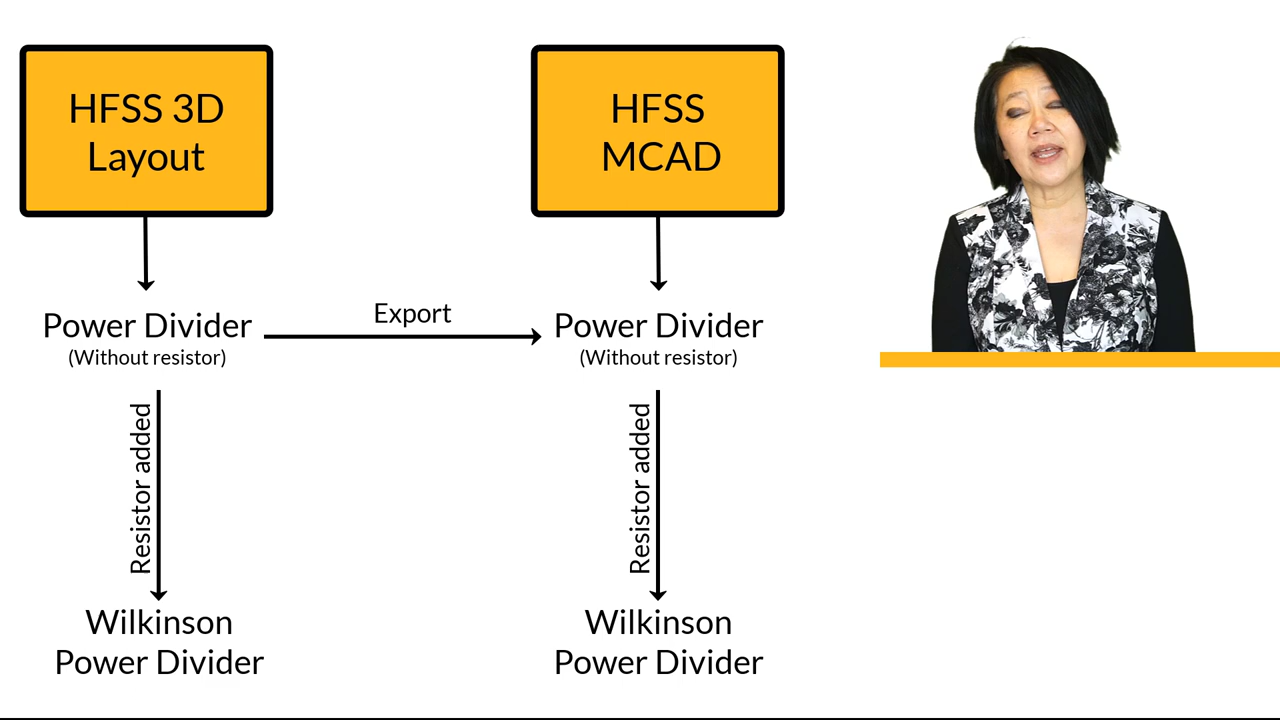 HFSS 3D
Layout
HFSS
MCAD
Export
Power Divider
(Without resistor)
Power Divider
(Without resistor)
Resistor added
Resistor added
Wilkinson
Power Divider
Wilkinson
Power Divider